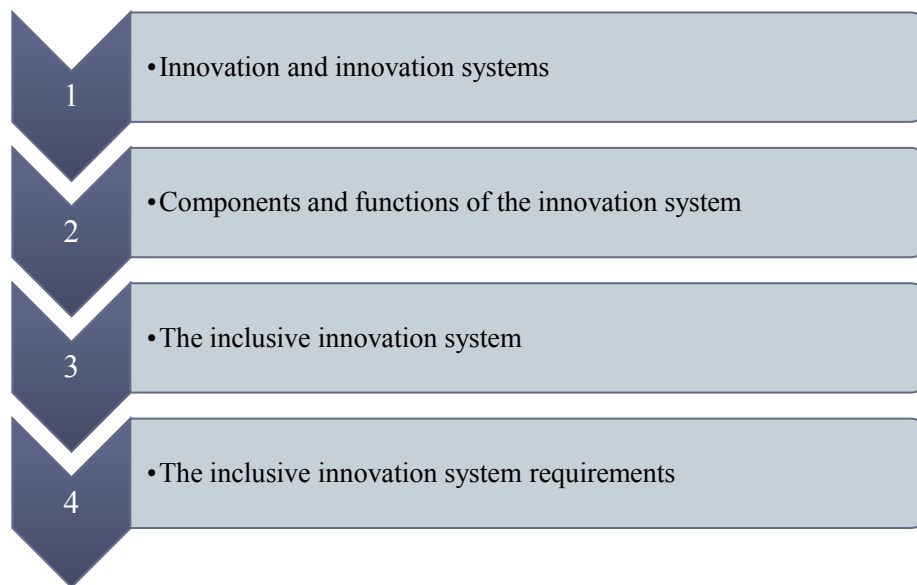 1
•Innovation and innovation systems
2
•Components and functions of the innovation system
3
•The inclusive innovation system
4
•The inclusive innovation system requirements